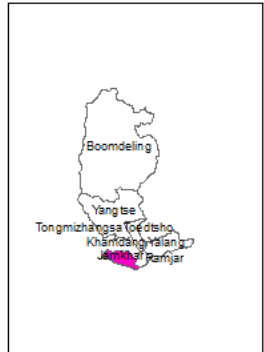 Boomdeling
Yangtse
Tongmizhangsa Toedtsho
Khamdang Yalang
Jamkhar Ramjar